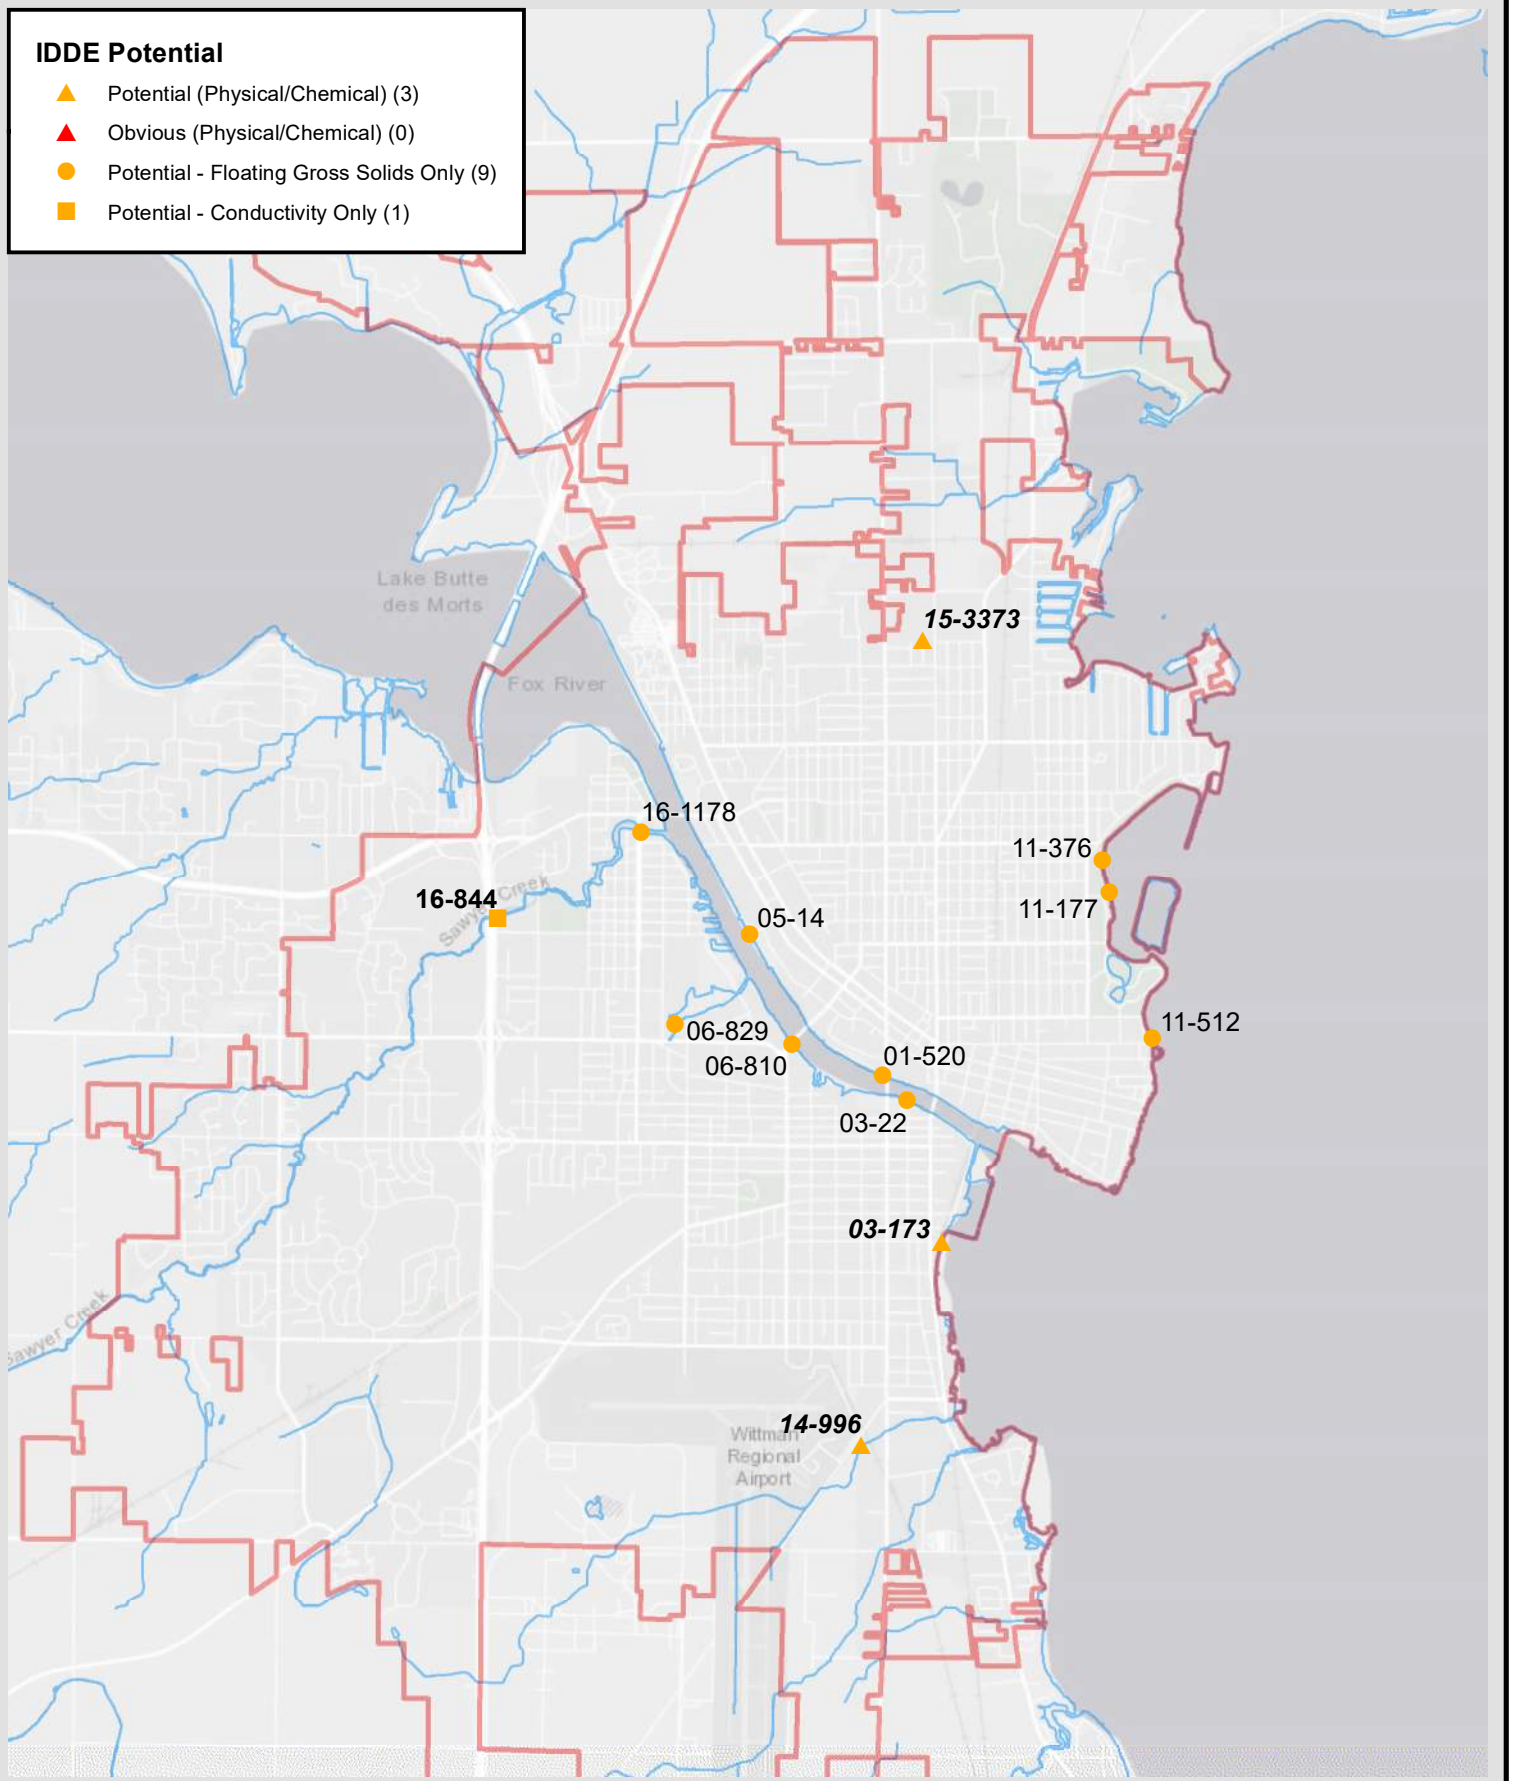 IDDE Potential
Potential (Physical/Chemical) (3)
Obvious (Physical/Chemical) (0)
Potential - Floating Gross Solids Only (9)
Potential - Conductivity Only (1)
Lake Butte
des Morts
15-3373
Fox River
16-1178
11-376
16-844
Sawyer Creek
11-177
05-14
11-512
06-829
01-520
06-810
03-22
03-173
Sawyer Creek
14-996
Wittman
Regional
Airport